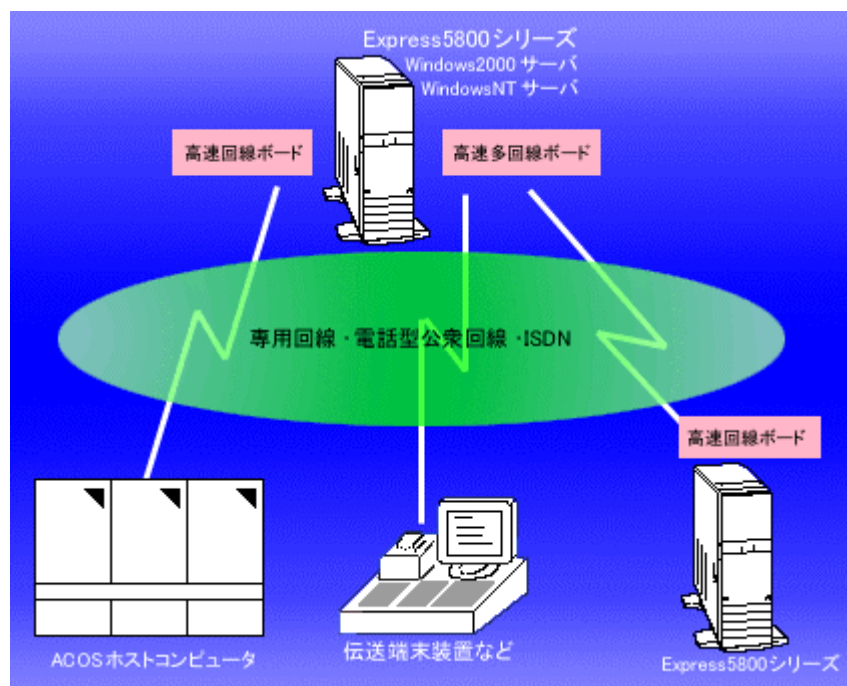 Express5800シリーズ
Windows2000 サーバ
WindowsNT サーバ
高速回線ボード
高速多回線ボード
専用回線・電話型公衆回線・ISDN
高速回線ボード
ACOSホストコンピュータ
伝送端末装置など
Express5800シリーズ